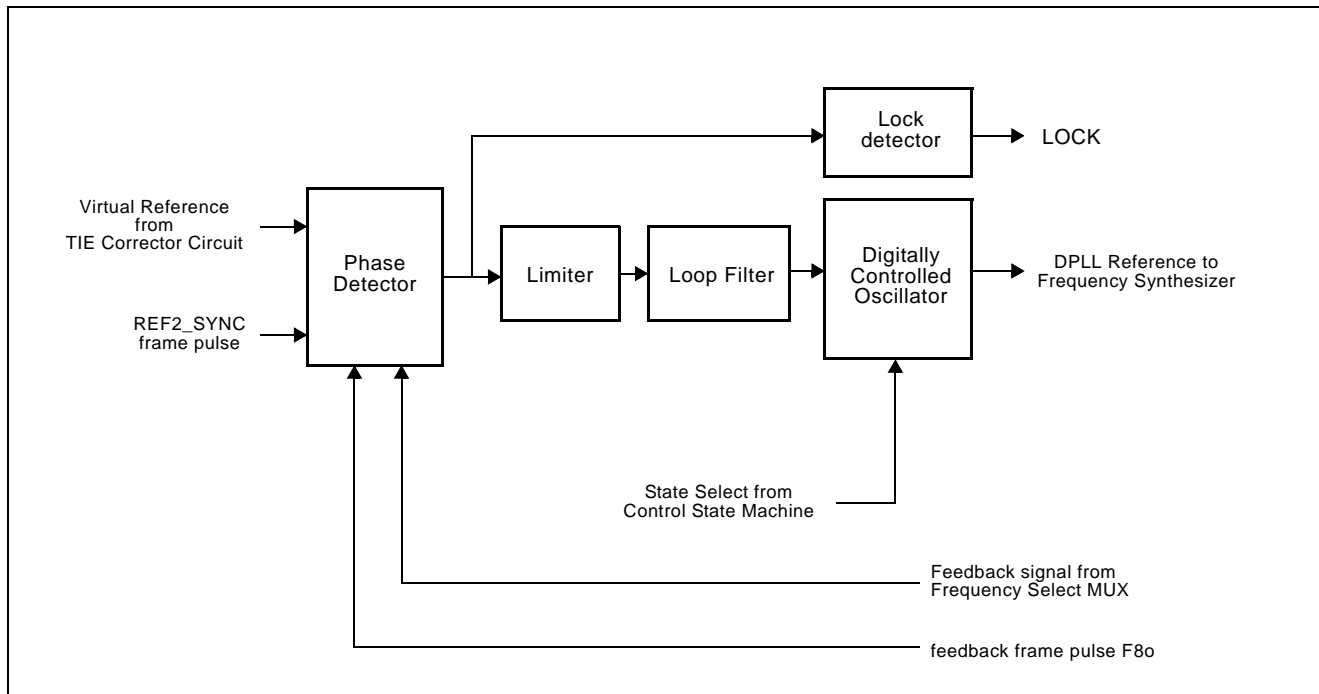 Lock
detector
LOCK
Virtual Reference
from
TIE Corrector Circuit
Phase
Detector
Limiter
Loop Filter
Digitally
Controlled
Oscillator
DPLL Reference to
Frequency Synthesizer
REF2_SYNC
frame pulse
State Select from
Control State Machine
Feedback signal from
Frequency Select MUX
feedback frame pulse F8o